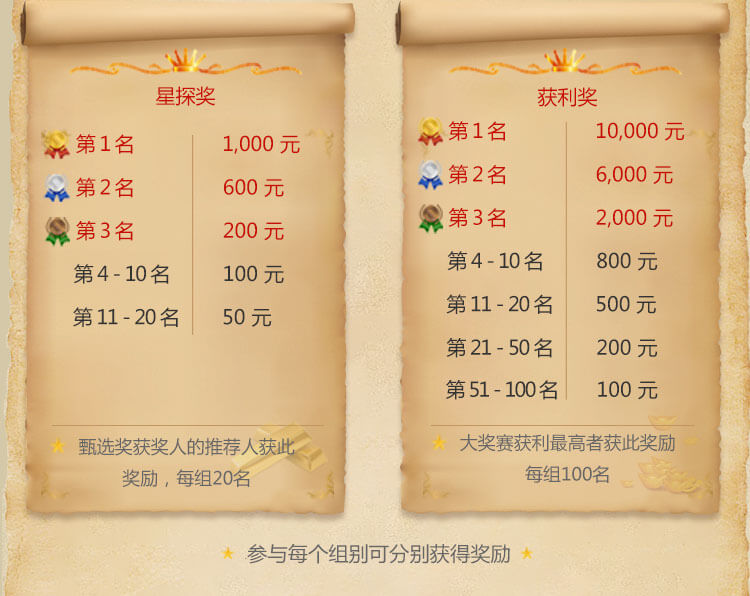 星探奖
第1名 1,000 元
第2名 600 元
第3名 200 元
第4-10名 100 元
第11-20名 50 元
甄选奖获奖人的推荐人获此
奖励，每组20名
获利奖
第1名 10,000 元
第2名 6,000 元
第3名 2,000 元
第4-10名 800 元
第11-20名 500 元
第21-50名 200 元
第51-100名 100 元
大奖赛获利最高者获此奖励
每组100名
参与每个组别可分别获得奖励